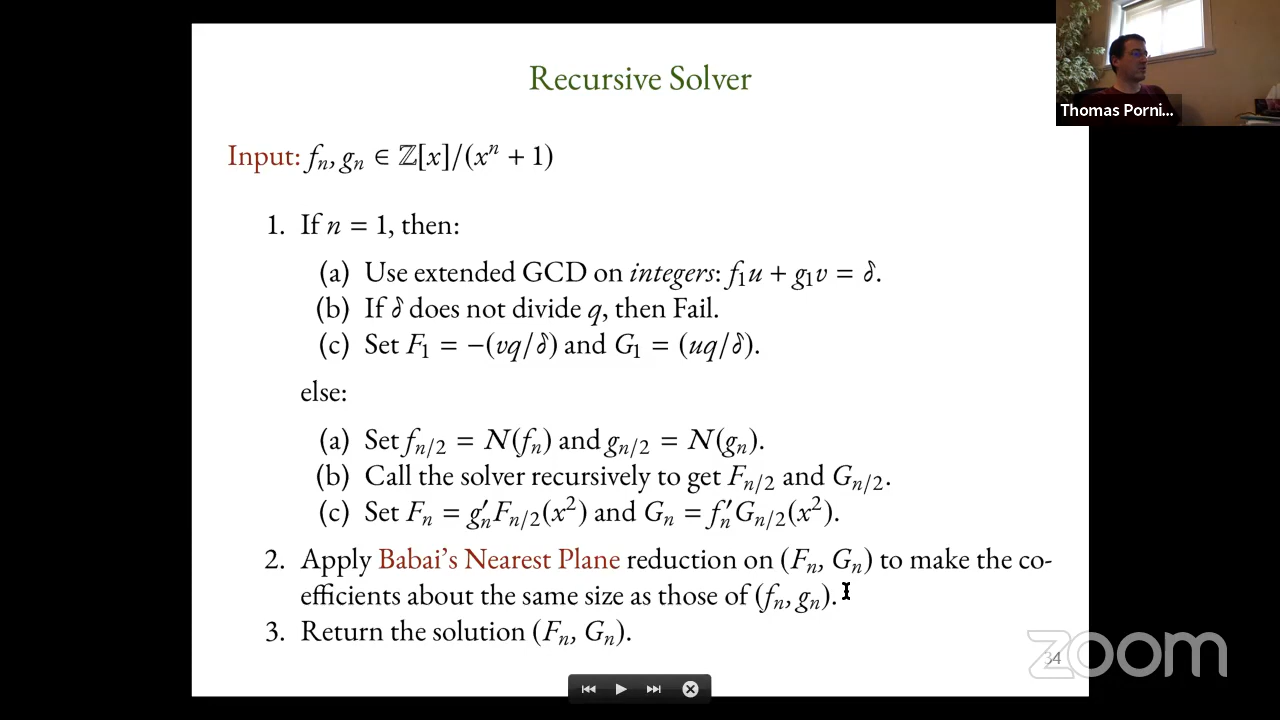 Recursive Solver
Thomas Porni...
Input: fₙ, gₙ ∈ ℤ[x]/(xⁿ + 1)
1. If n = 1, then:
(a) Use extended GCD on integers: f₁u + g₁v = δ.
(b) If δ does not divide q, then Fail.
(c) Set F₁ = −(vq/δ) and G₁ = (uq/δ).
else:
(a) Set fₙ/₂ = N(fₙ) and gₙ/₂ = N(gₙ).
(b) Call the solver recursively to get Fₙ/₂ and Gₙ/₂.
(c) Set Fₙ = g′ₙFₙ/₂(x²) and Gₙ = f′ₙGₙ/₂(x²).
2. Apply Babai's Nearest Plane reduction on (Fₙ, Gₙ) to make the co-
efficients about the same size as those of (fₙ, gₙ).
3. Return the solution (Fₙ, Gₙ).
34
zoom